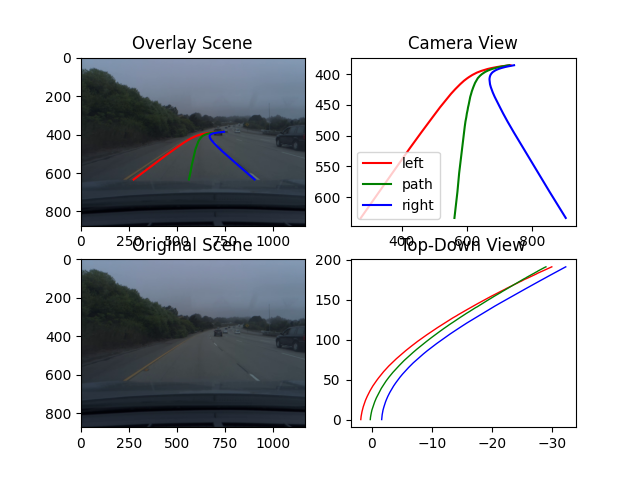 Overlay Scene
0
200
400
600
800
0 250 500 750 1000
Camera View
400
450
500
550
600
400 600 800
left
path
right
Original Scene
0
200
400
600
800
0 250 500 750 1000
Top-Down View
200
150
100
50
0
0 −10 −20 −30